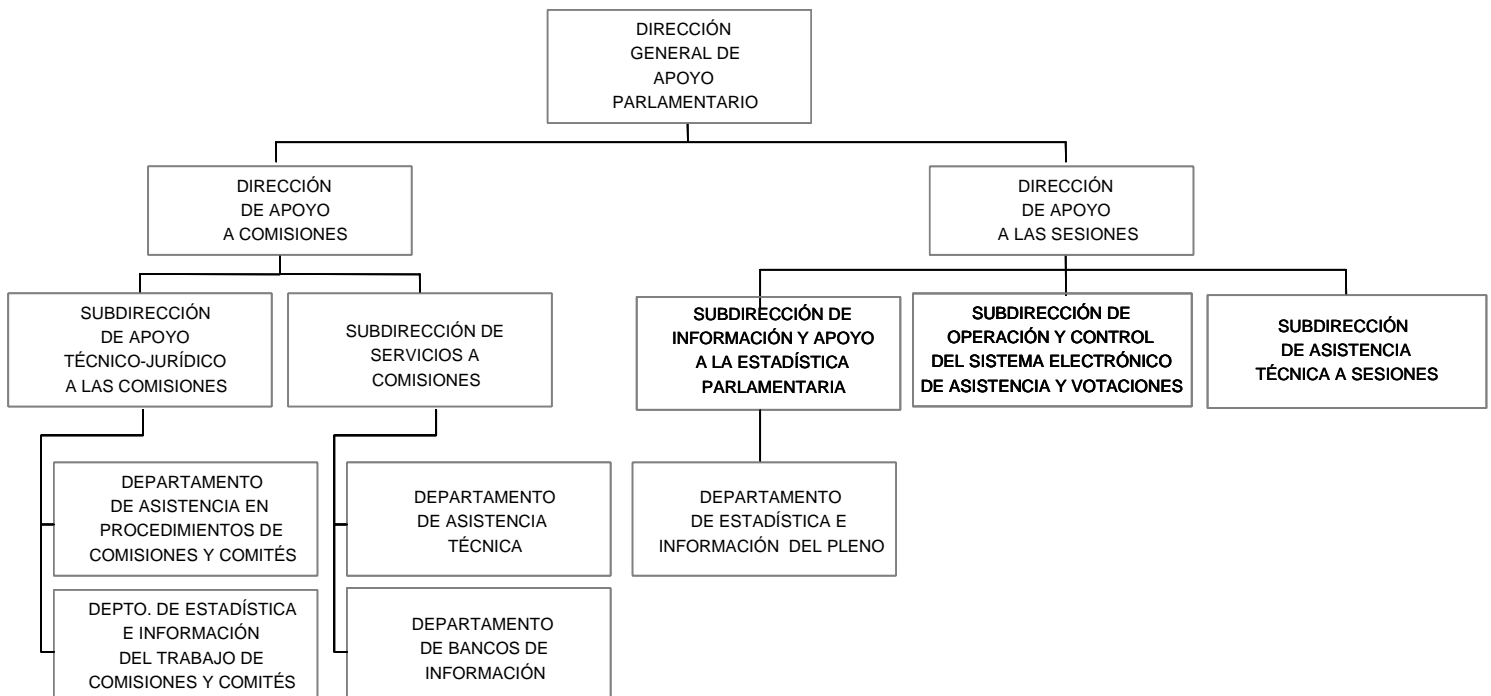 DIRECCIÓN
GENERAL DE
APOYO
PARLAMENTARIO
DIRECCIÓN
DE APOYO
A COMISIONES
DIRECCIÓN
DE APOYO
A LAS SESIONES
SUBDIRECCIÓN
DE APOYO
TÉCNICO-JURÍDICO
A LAS COMISIONES
SUBDIRECCIÓN DE
SERVICIOS A
COMISIONES
SUBDIRECCIÓN DE
INFORMACIÓN Y APOYO
A LA ESTADÍSTICA
PARLAMENTARIA
SUBDIRECCIÓN DE
OPERACIÓN Y CONTROL
DEL SISTEMA ELECTRÓNICO
DE ASISTENCIA Y VOTACIONES
SUBDIRECCIÓN
DE ASISTENCIA
TÉCNICA A SESIONES
DEPARTAMENTO
DE ASISTENCIA EN
PROCEDIMIENTOS DE
COMISIONES Y COMITÉS
DEPARTAMENTO
DE ASISTENCIA
TÉCNICA
DEPARTAMENTO
DE ESTADÍSTICA E
INFORMACIÓN DEL PLENO
DEPTO. DE ESTADÍSTICA
E INFORMACIÓN
DEL TRABAJO DE
COMISIONES Y COMITÉS
DEPARTAMENTO
DE BANCOS DE
INFORMACIÓN